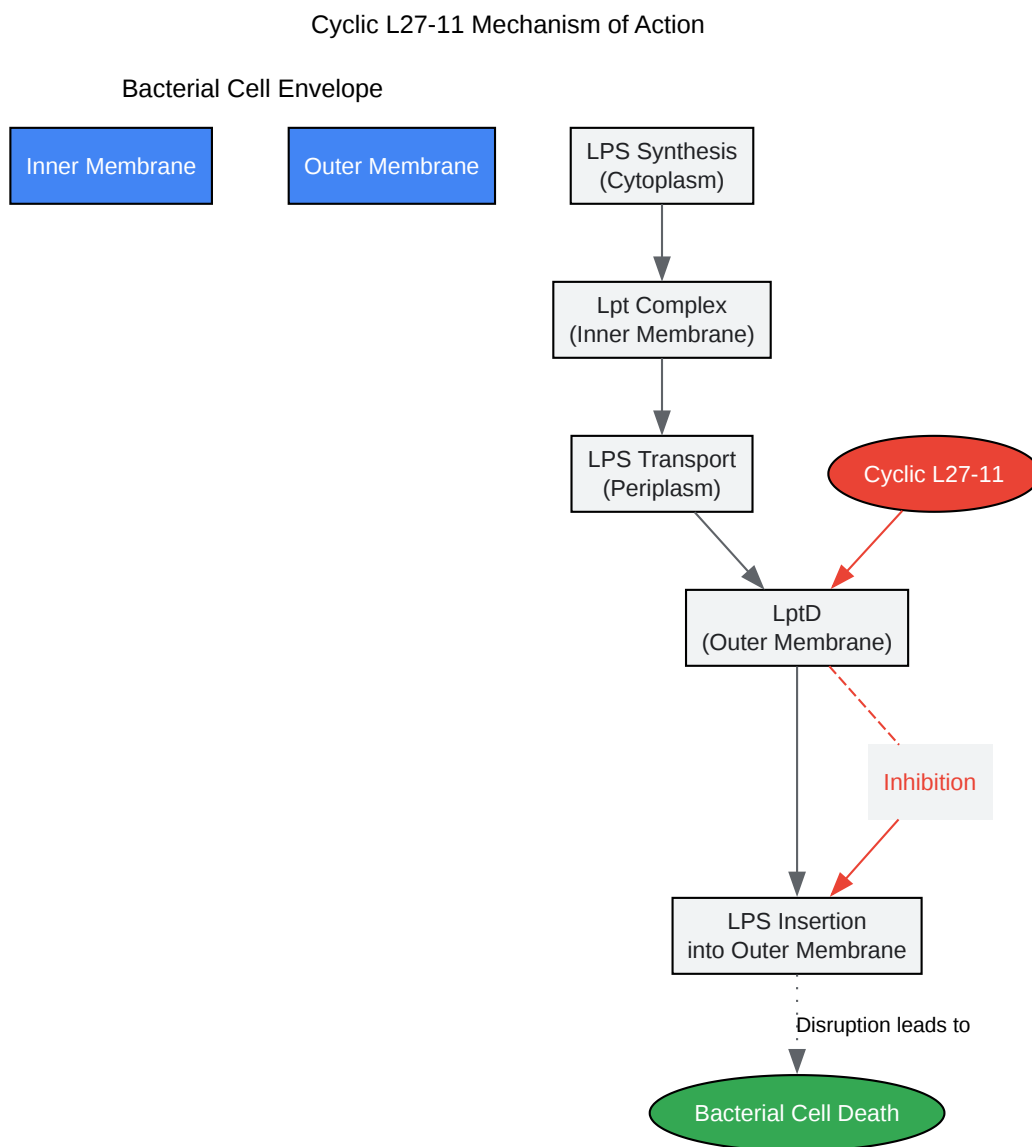 Cyclic L27-11 Mechanism of Action
Bacterial Cell Envelope
Inner Membrane
Outer Membrane
LPS Synthesis
(Cytoplasm)
Lpt Complex
(Inner Membrane)
LPS Transport
(Periplasm)
Cyclic L27-11
LptD
(Outer Membrane)
Inhibition
LPS Insertion
into Outer Membrane
Disruption leads to
Bacterial Cell Death